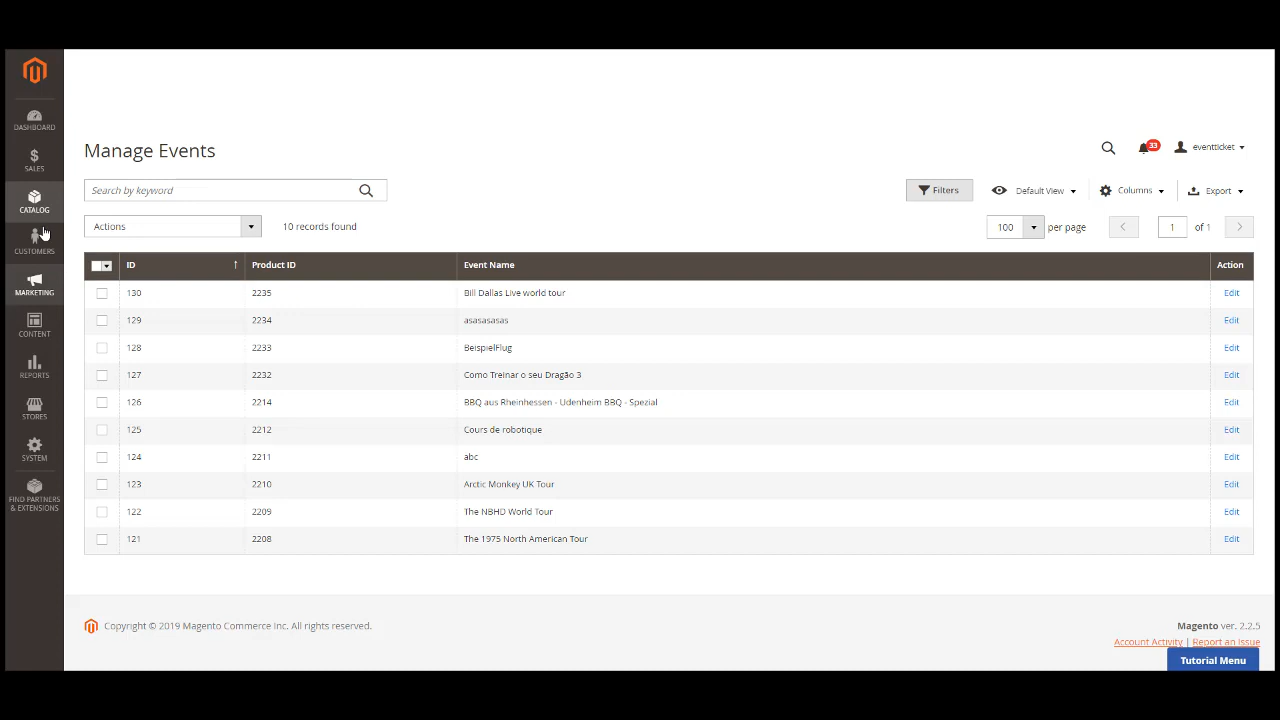 DASHBOARD
SALES
CATALOG
CUSTOMERS
MARKETING
CONTENT
REPORTS
STORES
SYSTEM
FIND PARTNERS
& EXTENSIONS
Manage Events
33
eventticket
Search by keyword
Filters
Default View
Columns
Export
Actions
10 records found
100
per page
1
of 1
ID ↑ Product ID Event Name Action
130 2235 Bill Dallas Live world tour Edit
129 2234 asasasasas Edit
128 2233 BeispielFlug Edit
127 2232 Como Treinar o seu Dragão 3 Edit
126 2214 BBQ aus Rheinhessen - Udenheim BBQ - Spezial Edit
125 2212 Cours de robotique Edit
124 2211 abc Edit
123 2210 Arctic Monkey UK Tour Edit
122 2209 The NBHD World Tour Edit
121 2208 The 1975 North American Tour Edit
Copyright © 2019 Magento Commerce Inc. All rights reserved.
Magento ver. 2.2.5
Account Activity | Report an Issue
Tutorial Menu